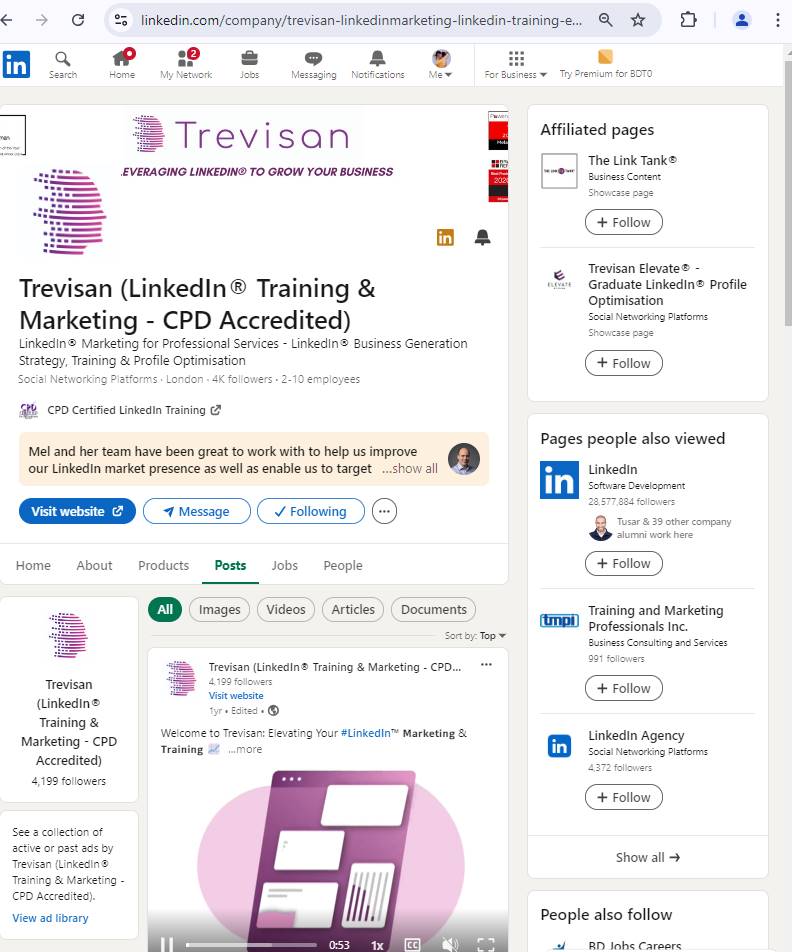 linkedin.com/company/trevisan-linkedinmarketing-linkedin-training-e...
2
Search
Home
My Network
Jobs
Messaging
Notifications
Me
For Business
Try Premium for BDT0
Trevisan
EVERAGING LINKEDIN® TO GROW YOUR BUSINESS
Trevisan (LinkedIn® Training &
Marketing - CPD Accredited)
LinkedIn® Marketing for Professional Services - LinkedIn® Business Generation
Strategy, Training & Profile Optimisation
Social Networking Platforms · London · 4K followers · 2-10 employees
CPD Certified LinkedIn Training
Mel and her team have been great to work with to help us improve
our LinkedIn market presence as well as enable us to target ...show all
Visit website
Message
Following
Home
About
Products
Posts
Jobs
People
Trevisan
(LinkedIn®
Training &
Marketing - CPD
Accredited)
4,199 followers
See a collection of
active or past ads by
Trevisan (LinkedIn®
Training & Marketing -
CPD Accredited).
View ad library
All
Images
Videos
Articles
Documents
Sort by: Top
Trevisan (LinkedIn® Training & Marketing - CPD...
4,199 followers
Visit website
1yr • Edited •
Welcome to Trevisan: Elevating Your #LinkedIn™ Marketing &
Training ...more
0:53
1x
CC
Affiliated pages
The Link Tank®
Business Content
Showcase page
+ Follow
ELEVATE
Trevisan Elevate® -
Graduate LinkedIn® Profile
Optimisation
Social Networking Platforms
Showcase page
+ Follow
Pages people also viewed
LinkedIn
Software Development
28,577,884 followers
Tusar & 39 other company
alumni work here
+ Follow
tmpi
Training and Marketing
Professionals Inc.
Business Consulting and Services
991 followers
+ Follow
LinkedIn Agency
Social Networking Platforms
4,372 followers
+ Follow
Show all →
People also follow
BD Jobs Careers